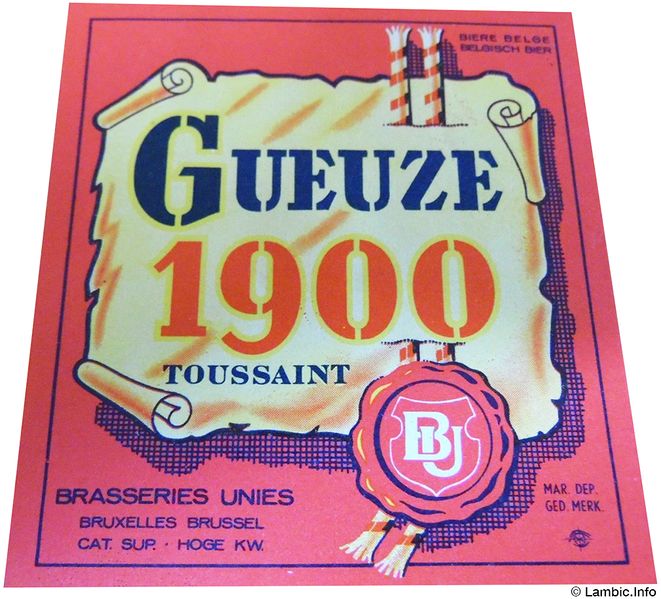 BIERE BELGE
BELGISCH BIER
GUEUZE
1900
TOUSSAINT
BU
BRASSERIES UNIES
BRUXELLES BRUSSEL
CAT. SUP. · HOGE KW.
MAR. DEP.
GED. MERK.
© Lambic.Info